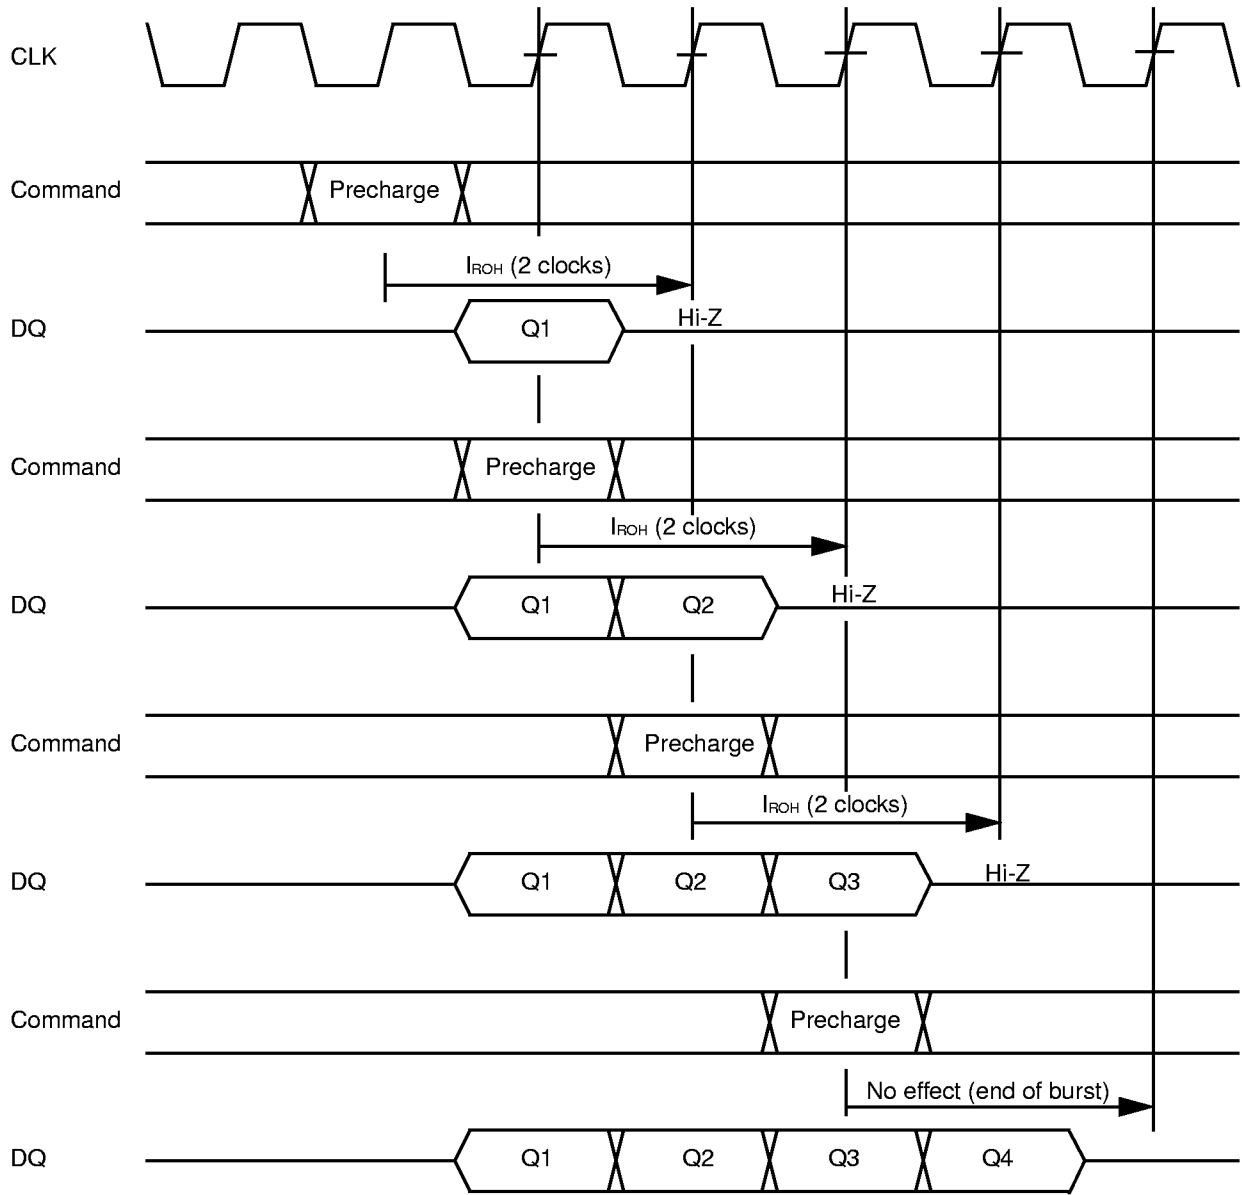 CLK
Command Precharge
IROH (2 clocks)
DQ Q1 Hi-Z
Command Precharge
IROH (2 clocks)
DQ Q1 Q2 Hi-Z
Command Precharge
IROH (2 clocks)
DQ Q1 Q2 Q3 Hi-Z
Command Precharge
No effect (end of burst)
DQ Q1 Q2 Q3 Q4